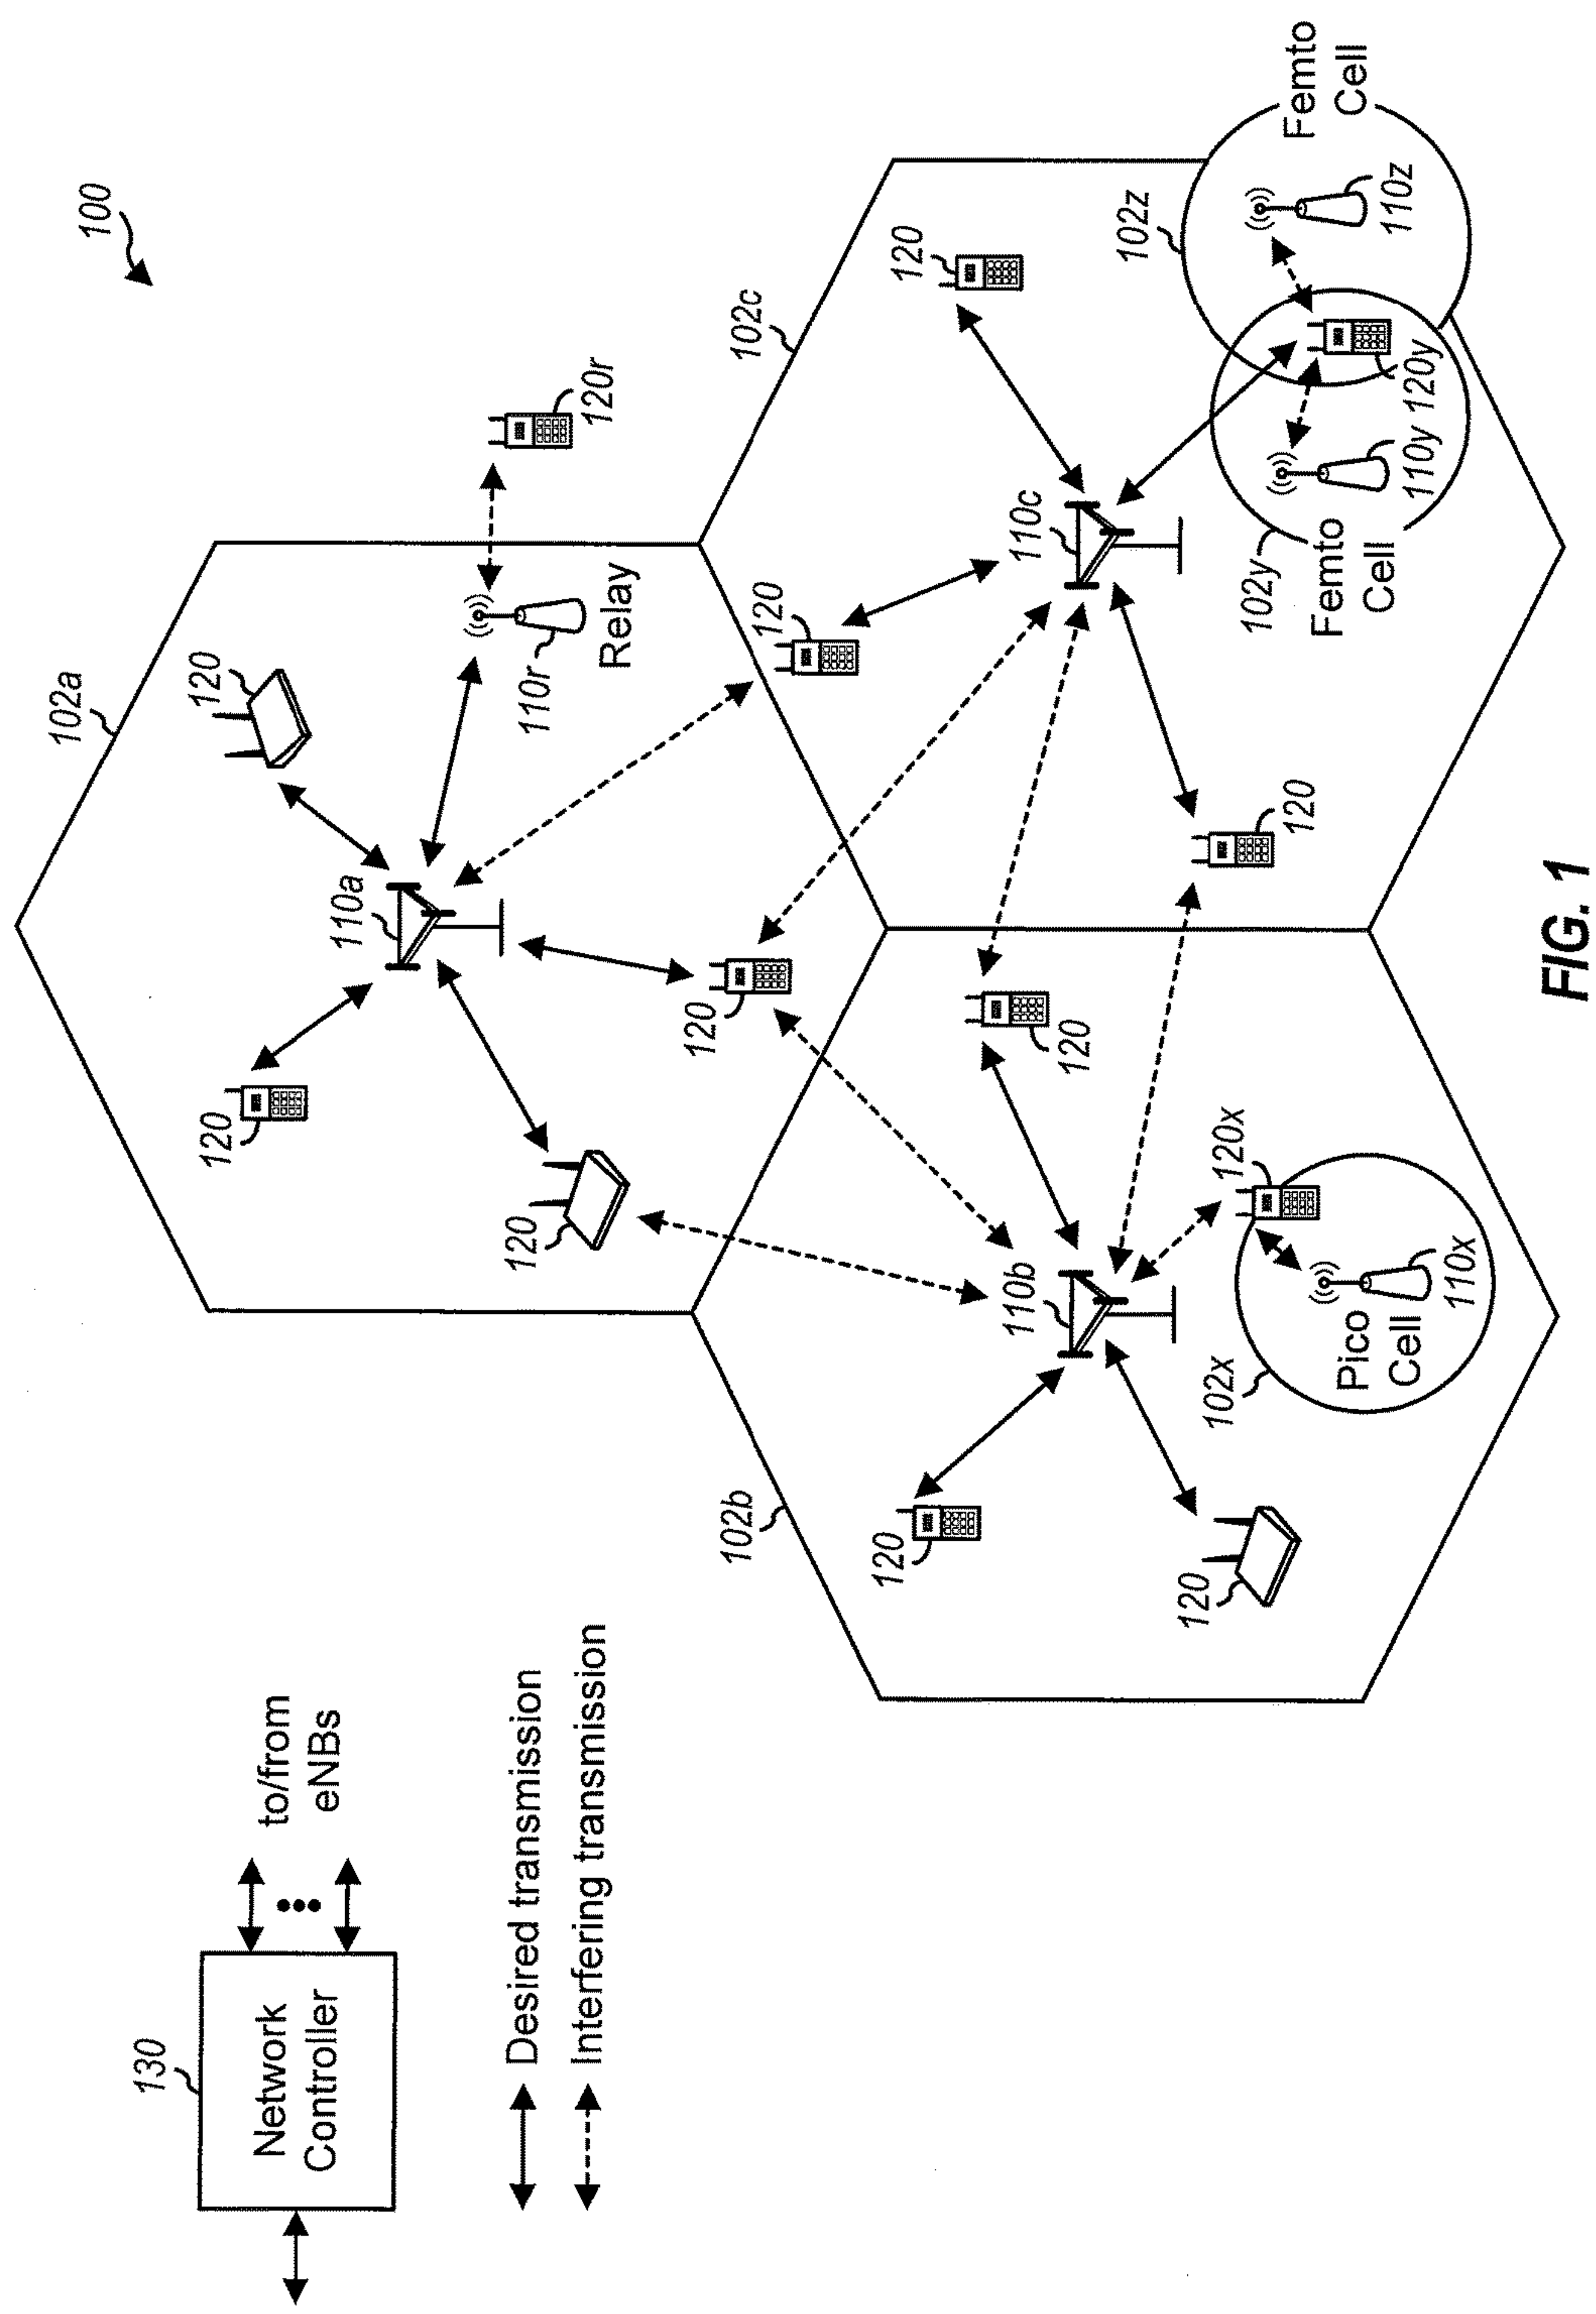 100
130
Network
Controller
to/from
eNBs
Desired transmission
Interfering transmission
102a
120
120
110a
120
110r
Relay
120r
120
102b
120
120
110b
120
120
102x
Pico
Cell
110x
120x
102c
120
120
110c
120
102y
Femto
Cell
110y
120y
102z
110z
Femto
Cell
FIG. 1